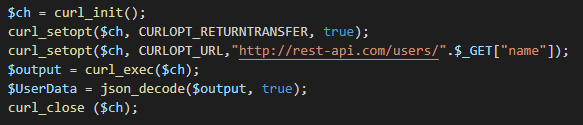 $ch = curl_init();
curl_setopt($ch, CURLOPT_RETURNTRANSFER, true);
curl_setopt($ch, CURLOPT_URL,"http://rest-api.com/users/".$_GET["name"]);
$output = curl_exec($ch);
$UserData = json_decode($output, true);
curl_close ($ch);